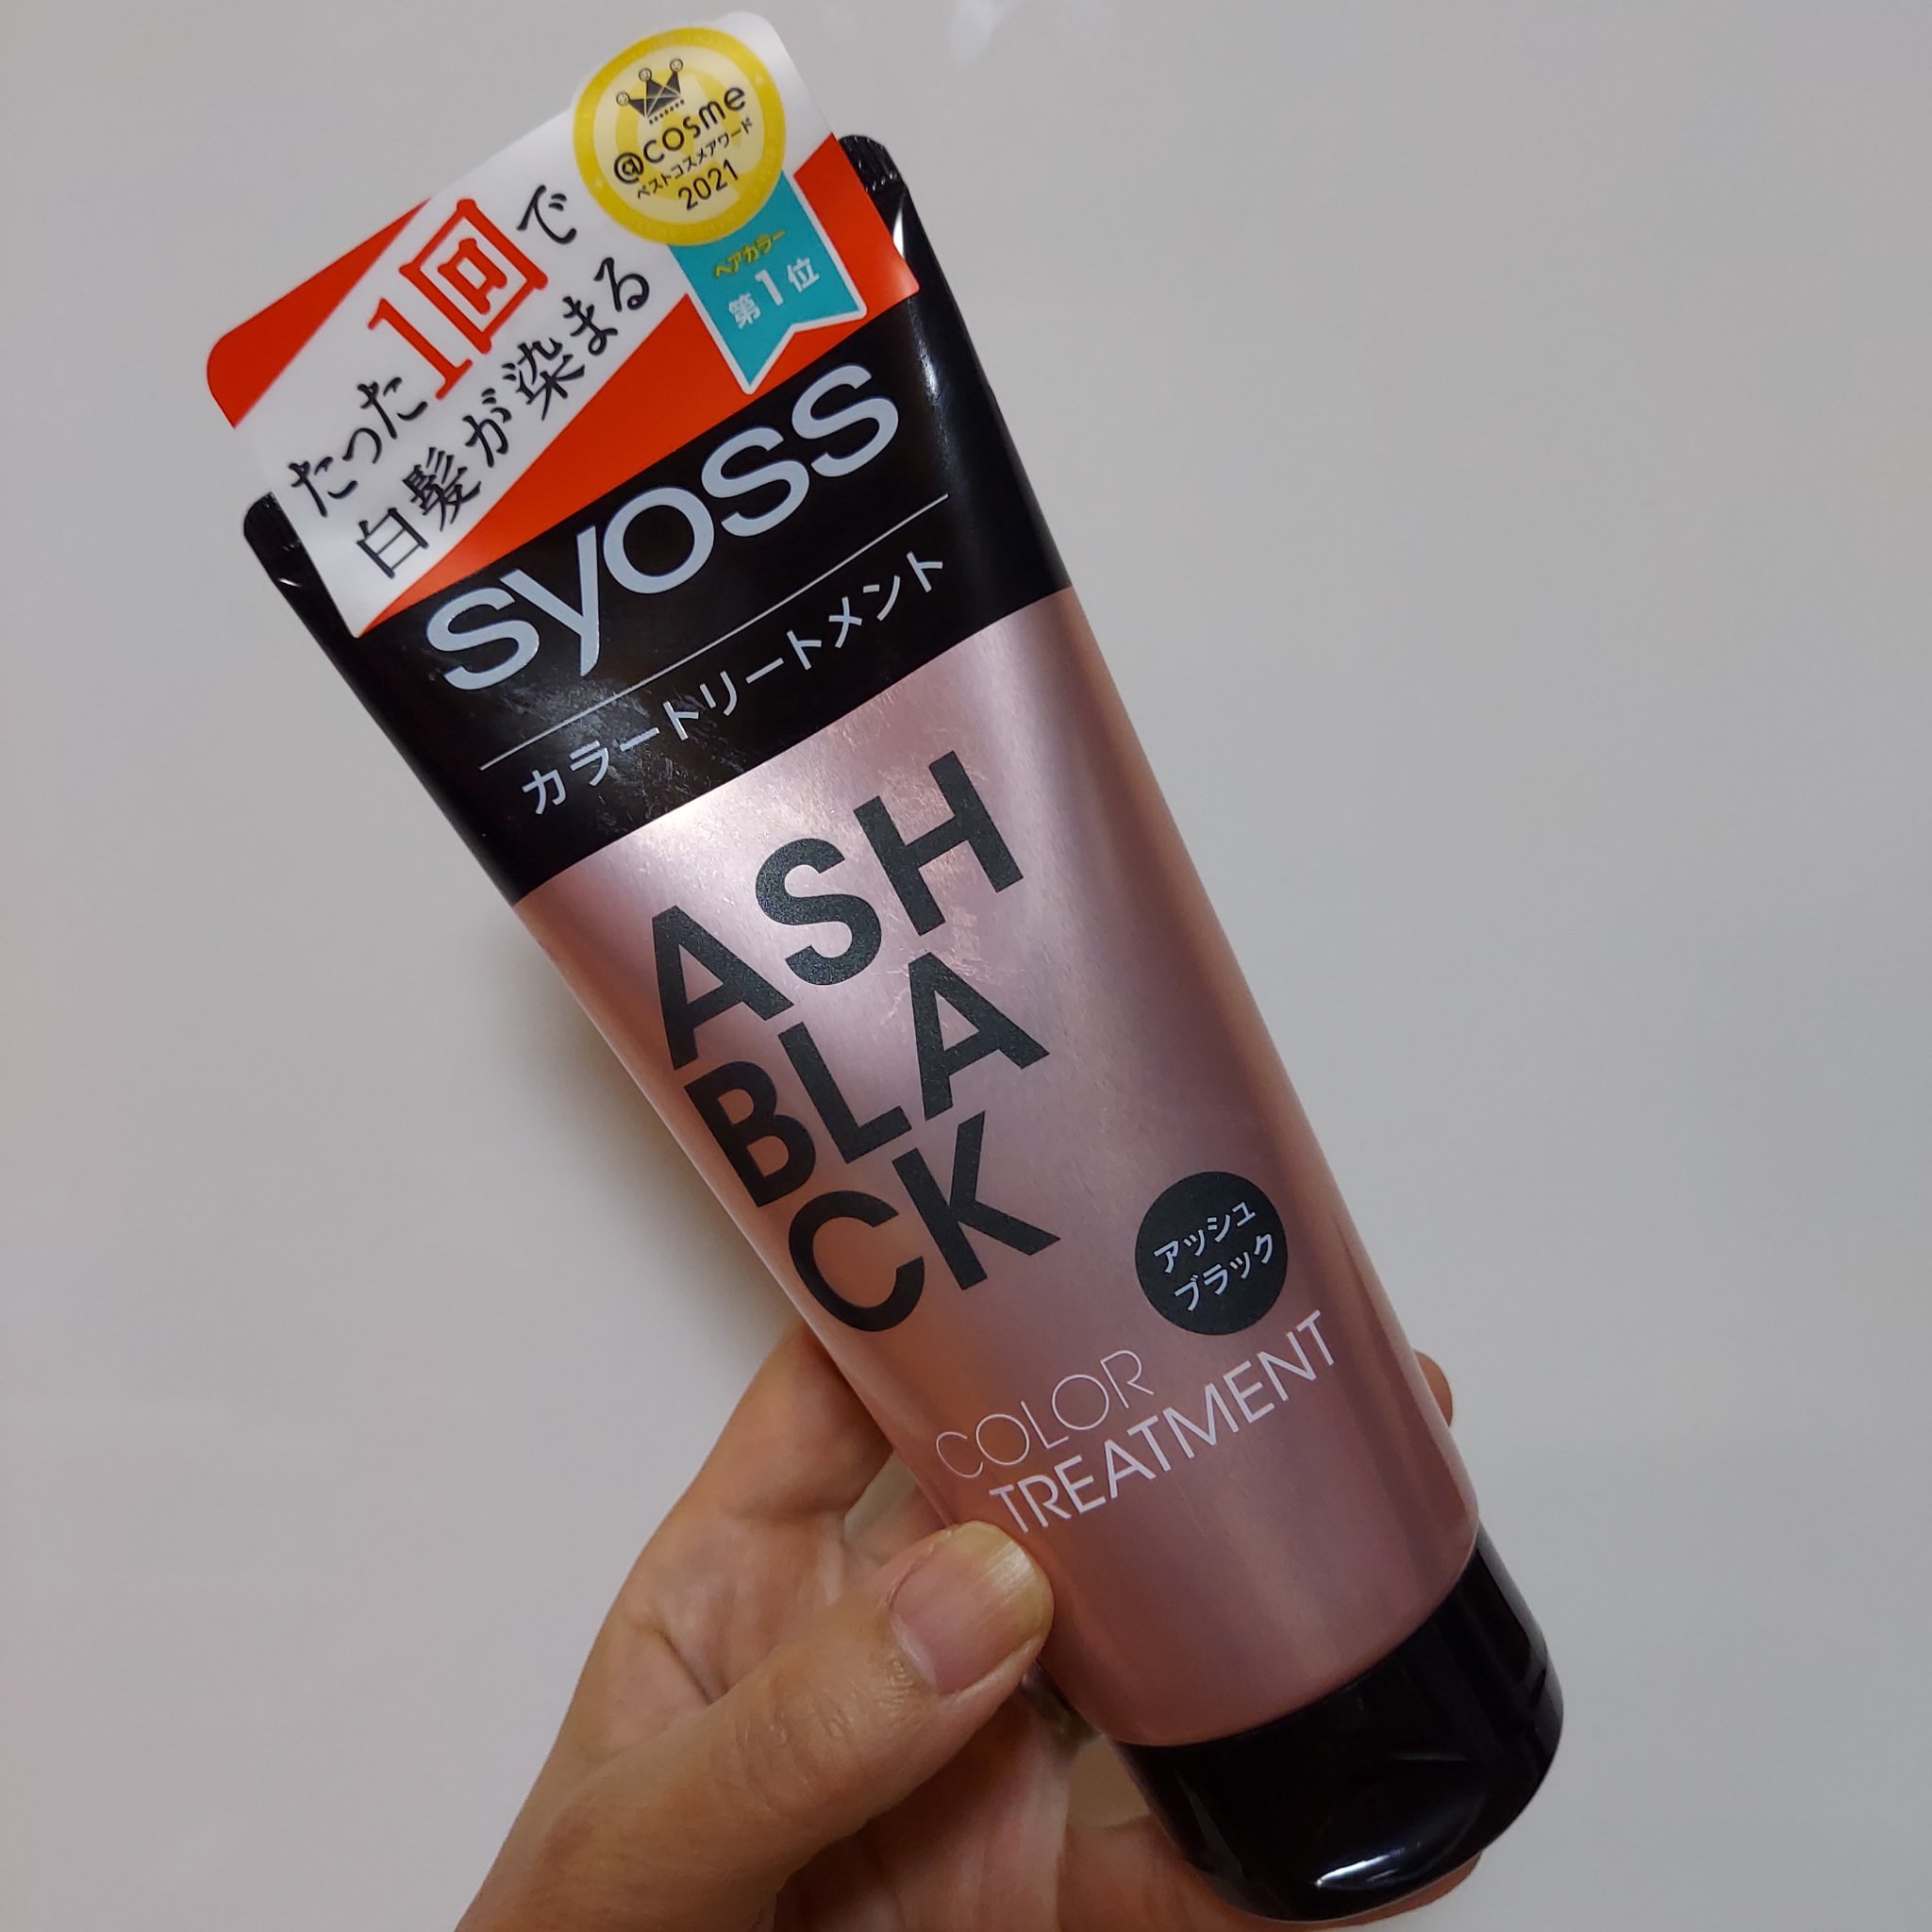 @cosme
ベストコスメアワード
2021
ヘアカラー
第1位
たった1回で
白髪が染まる
syoss
カラートリートメント
ASH
BLA
CK
アッシュ
ブラック
COLOR
TREATMENT